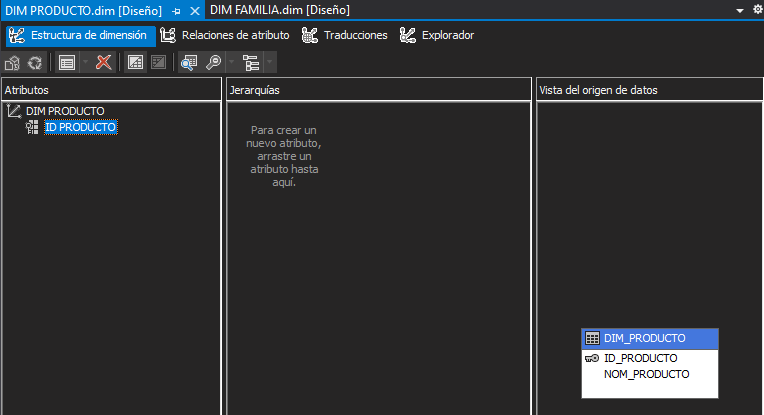 DIM PRODUCTO.dim [Diseño]
DIM FAMILIA.dim [Diseño]
Estructura de dimensión
Relaciones de atributo
Traducciones
Explorador
Atributos
DIM PRODUCTO
ID PRODUCTO
Jerarquías
Para crear un
nuevo atributo,
arrastre un
atributo hasta
aquí.
Vista del origen de datos
DIM_PRODUCTO
ID_PRODUCTO
NOM_PRODUCTO